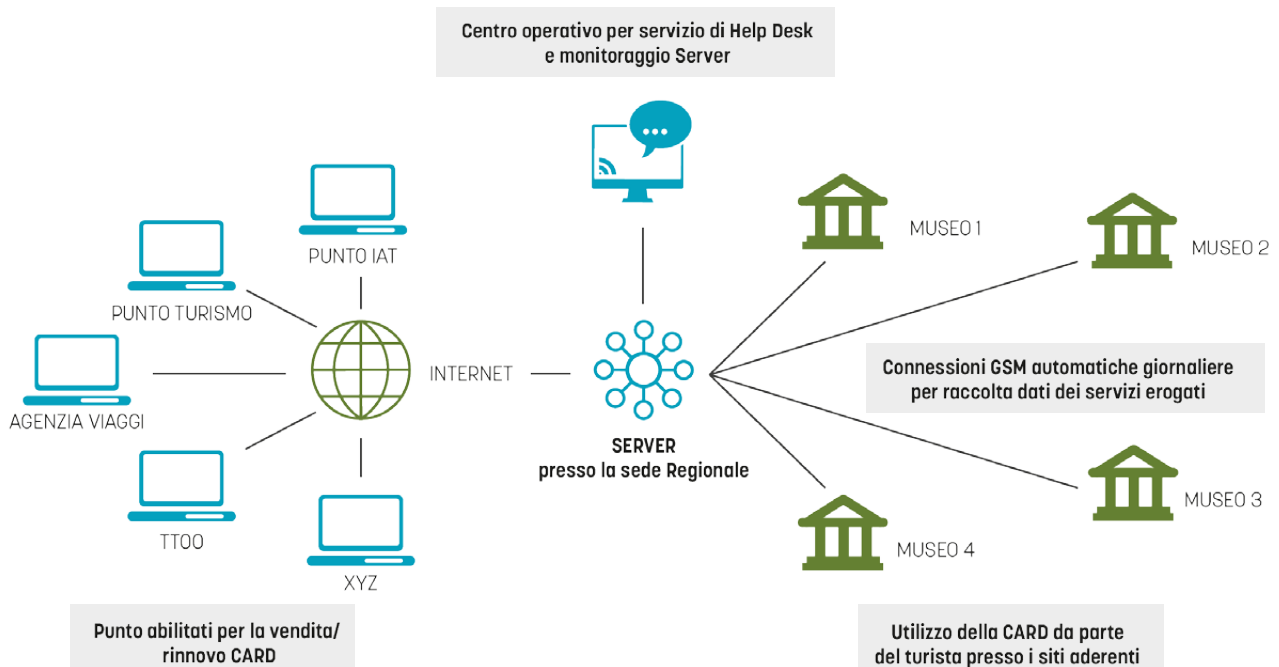 Centro operativo per servizio di Help Desk
e monitoraggio Server
PUNTO IAT
PUNTO TURISMO
AGENZIA VIAGGI
TTOO
XYZ
INTERNET
SERVER
presso la sede Regionale
MUSEO 1
MUSEO 2
Connessioni GSM automatiche giornaliere
per raccolta dati dei servizi erogati
MUSEO 3
MUSEO 4
Punto abilitati per la vendita/
rinnovo CARD
Utilizzo della CARD da parte
del turista presso i siti aderenti